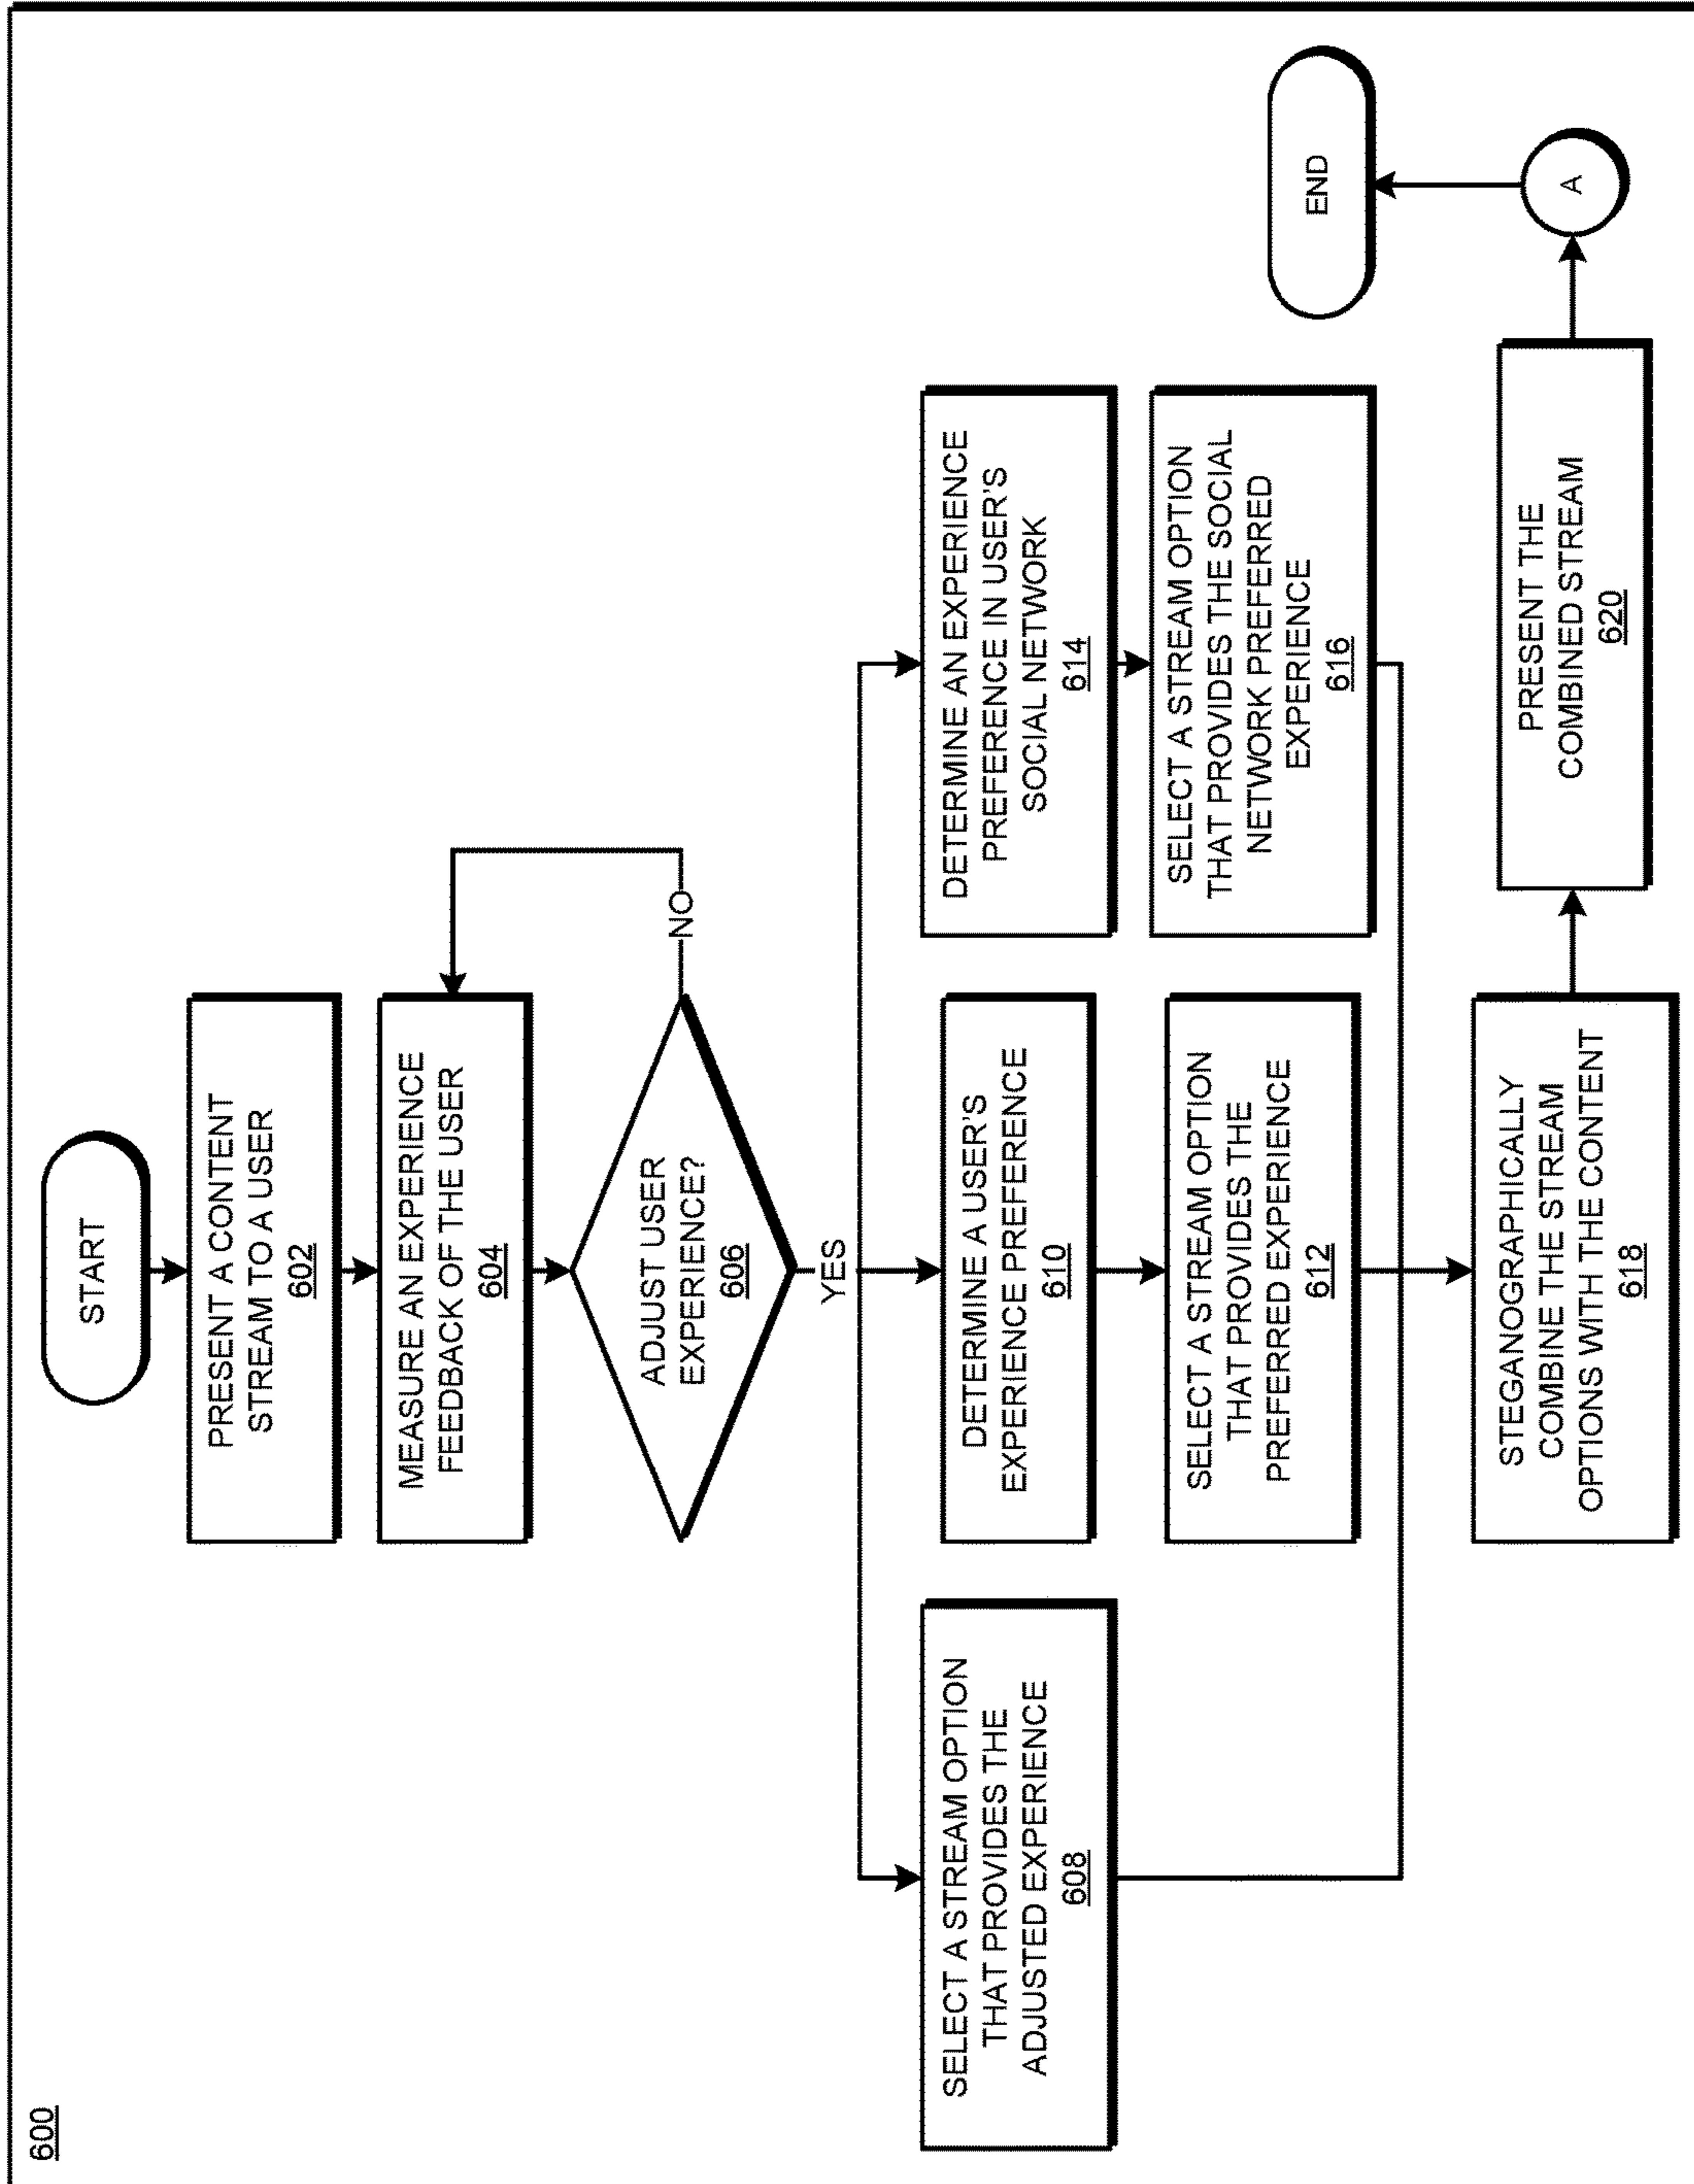 600
START
PRESENT A CONTENT
STREAM TO A USER
602
MEASURE AN EXPERIENCE
FEEDBACK OF THE USER
604
ADJUST USER
EXPERIENCE?
606
NO
YES
SELECT A STREAM OPTION
THAT PROVIDES THE
ADJUSTED EXPERIENCE
608
DETERMINE A USER'S
EXPERIENCE PREFERENCE
610
SELECT A STREAM OPTION
THAT PROVIDES THE
PREFERRED EXPERIENCE
612
DETERMINE AN EXPERIENCE
PREFERENCE IN USER'S
SOCIAL NETWORK
614
SELECT A STREAM OPTION
THAT PROVIDES THE SOCIAL
NETWORK PREFERRED
EXPERIENCE
616
STEGANOGRAPHICALLY
COMBINE THE STREAM
OPTIONS WITH THE CONTENT
618
PRESENT THE
COMBINED STREAM
620
A
END